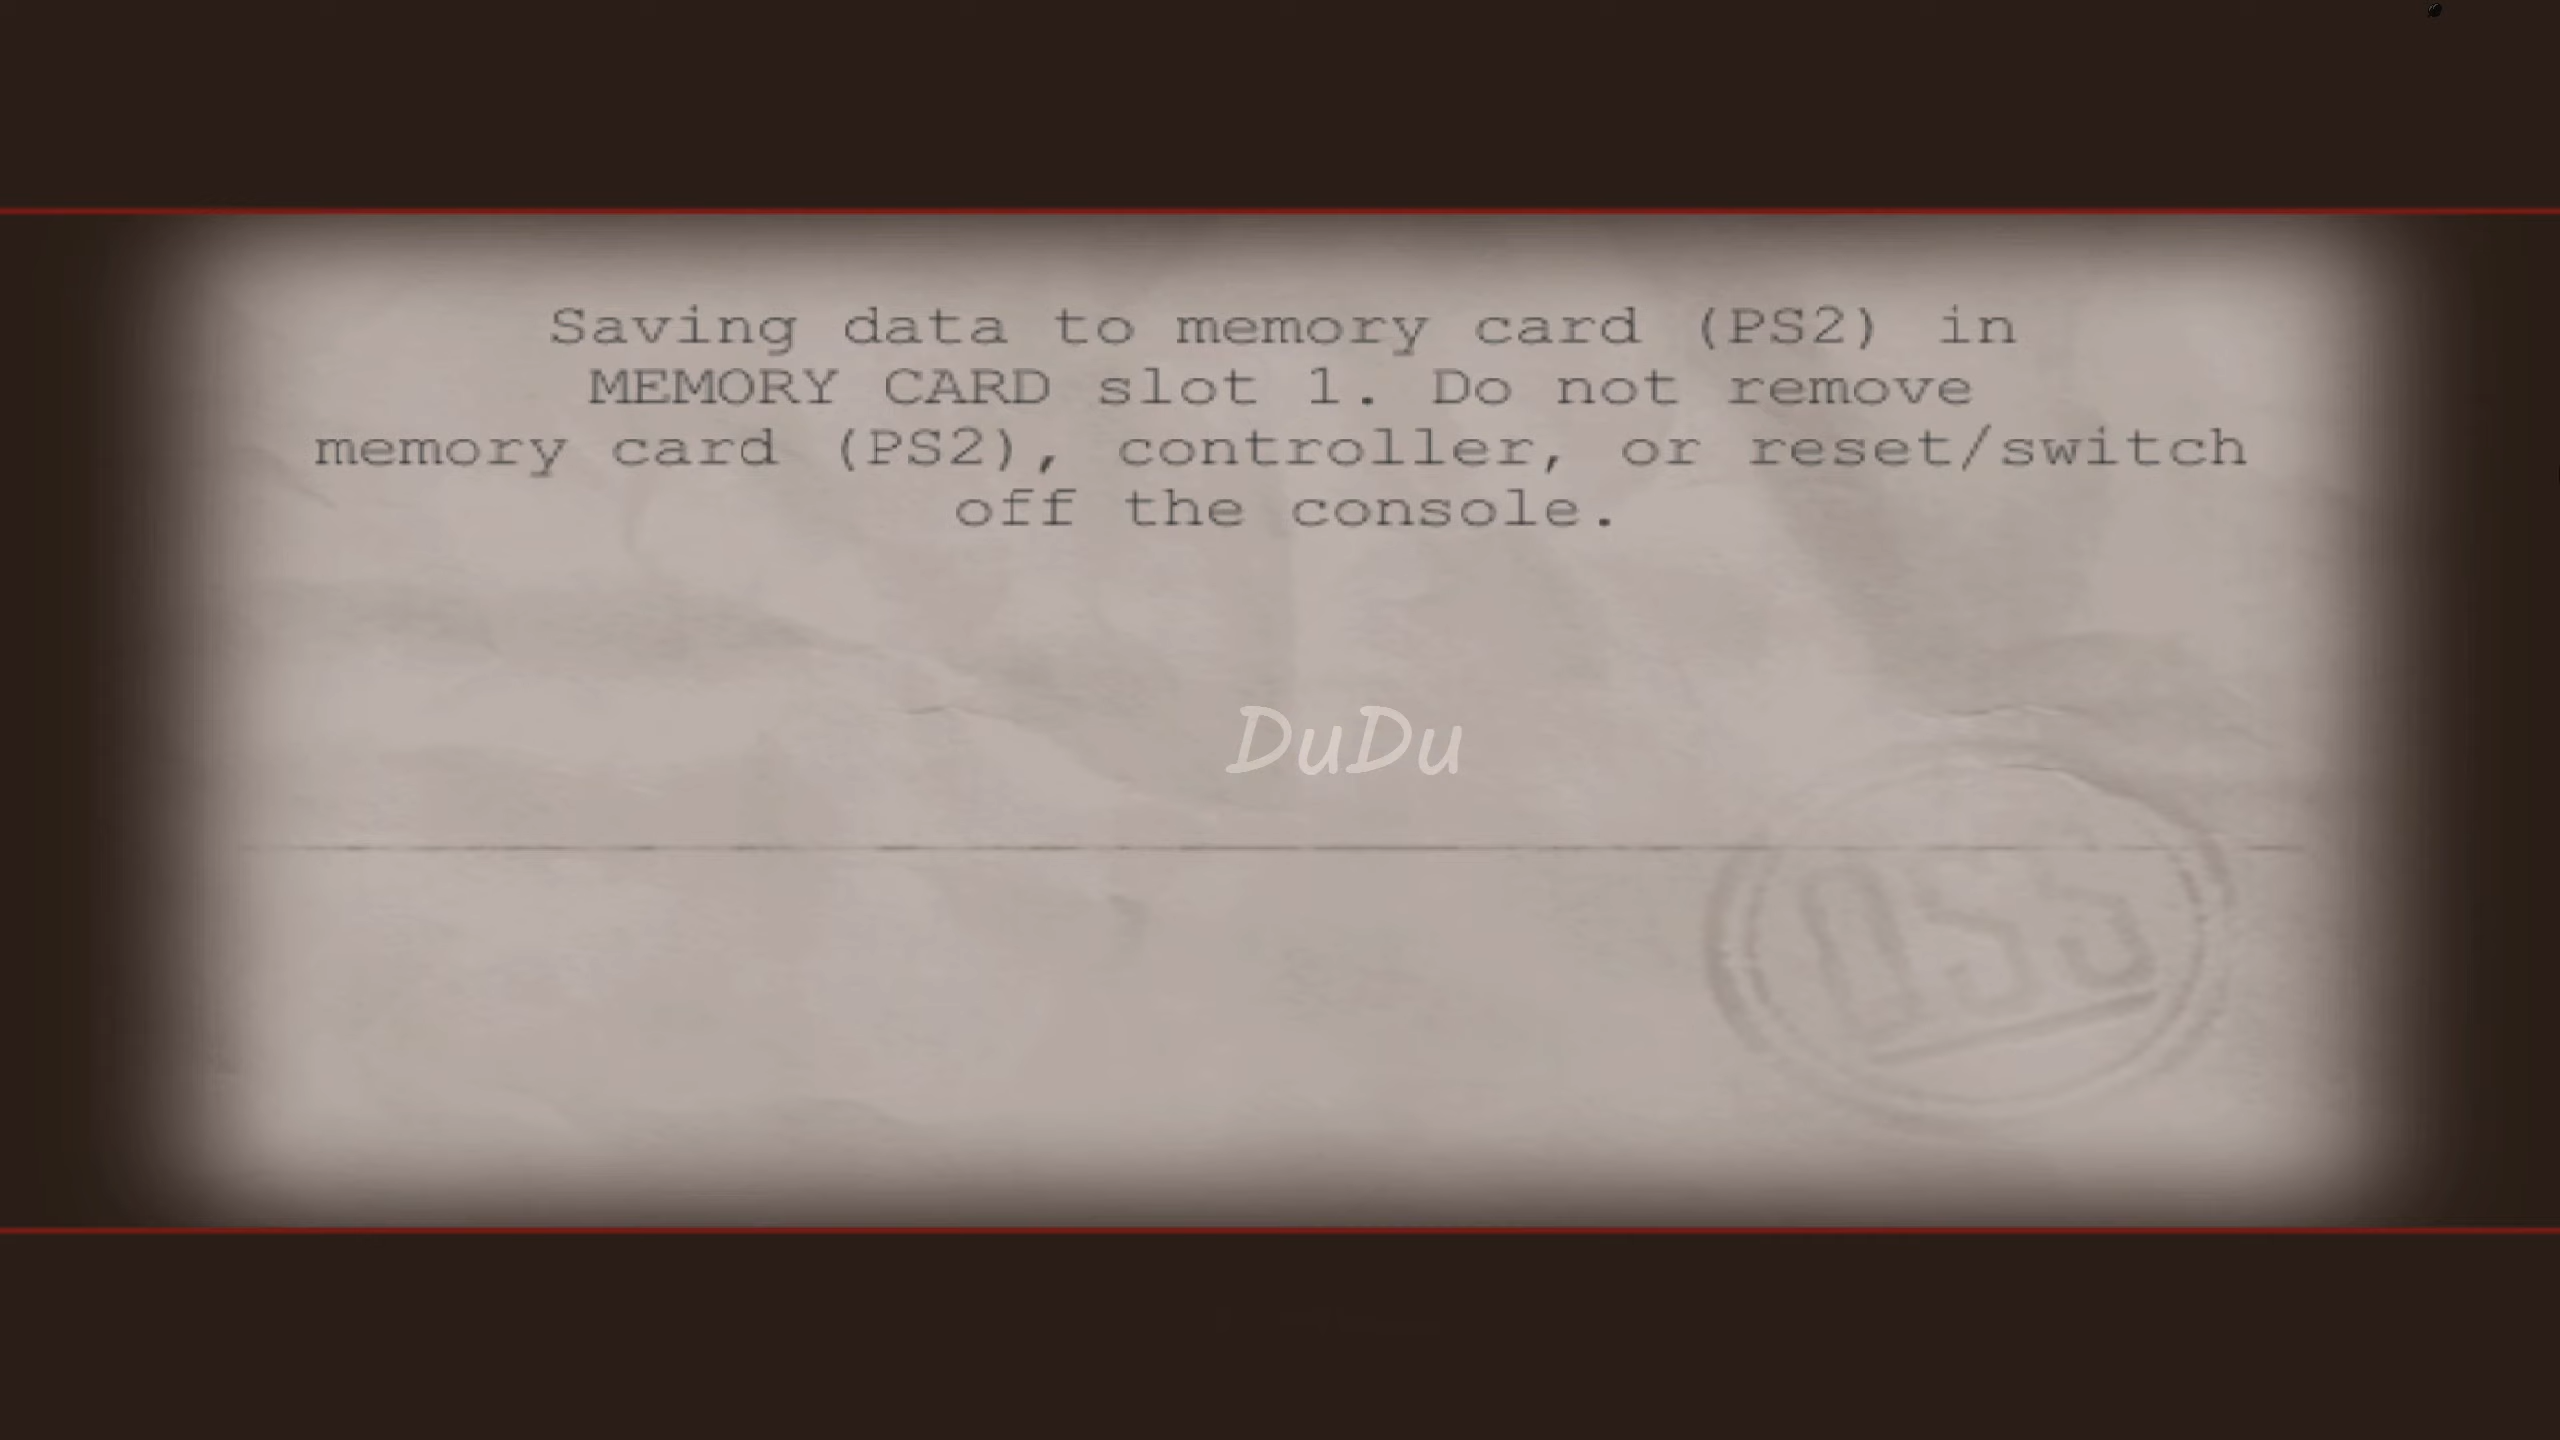 Saving data to memory card (PS2) in
MEMORY CARD slot 1. Do not remove
memory card (PS2), controller, or reset/switch
off the console.
DuDu
OSS